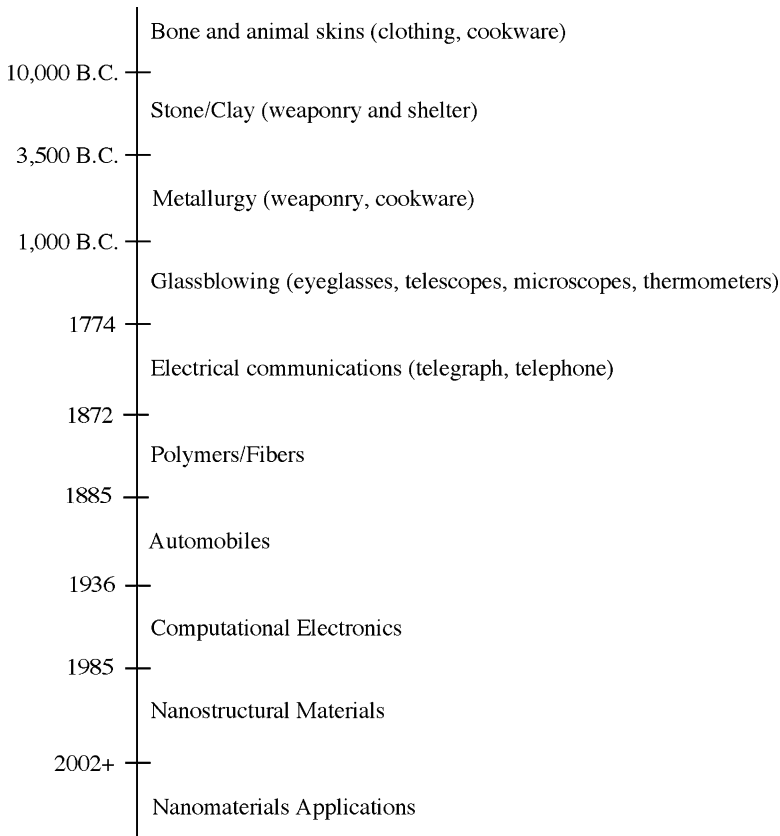 Bone and animal skins (clothing, cookware)
10,000 B.C.
Stone/Clay (weaponry and shelter)
3,500 B.C.
Metallurgy (weaponry, cookware)
1,000 B.C.
Glassblowing (eyeglasses, telescopes, microscopes, thermometers)
1774
Electrical communications (telegraph, telephone)
1872
Polymers/Fibers
1885
Automobiles
1936
Computational Electronics
1985
Nanostructural Materials
2002+
Nanomaterials Applications